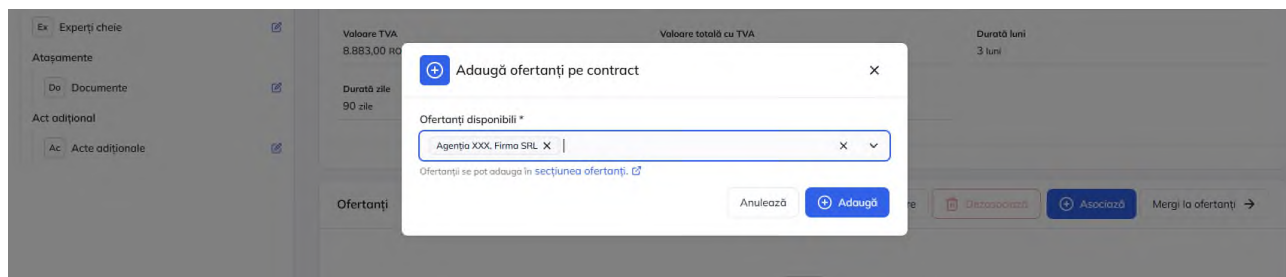 Ex Experți cheie
Atașamente
Do Documente
Act adițional
Ac Acte adiționale
Valoare TVA
8.883,00 RO
Valoare totală cu TVA
Durată luni
3 luni
Durată zile
90 zile
Adaugă ofertanți pe contract
Ofertanți disponibili *
Agenția XXX, Firma SRL
Ofertanții se pot adauga în secțiunea ofertanți.
Anulează
Adaugă
Ofertanți
re
Dezasociază
Asociază
Mergi la ofertanți